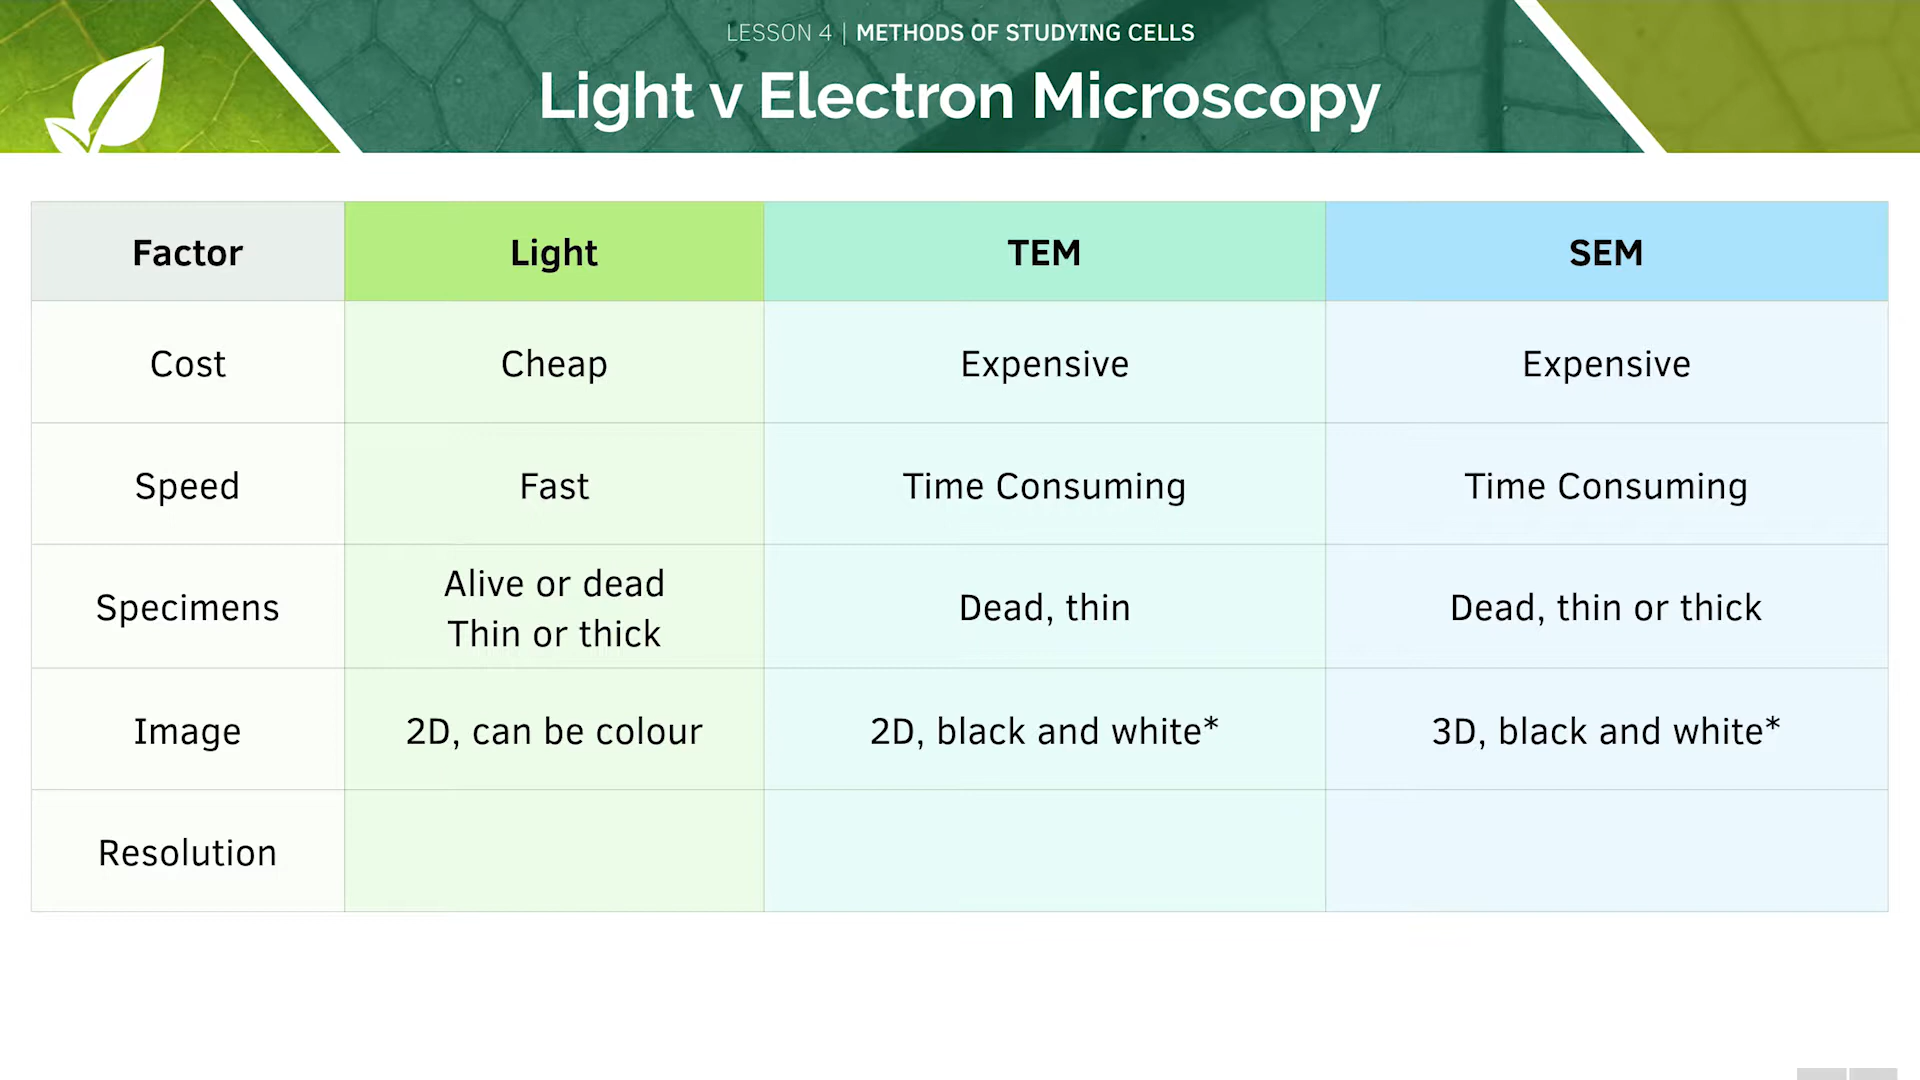 LESSON 4 | METHODS OF STUDYING CELLS
Light v Electron Microscopy
Factor Light TEM SEM
Cost Cheap Expensive Expensive
Speed Fast Time Consuming Time Consuming
Specimens Alive or dead Dead, thin Dead, thin or thick
Thin or thick
Image 2D, can be colour 2D, black and white* 3D, black and white*
Resolution